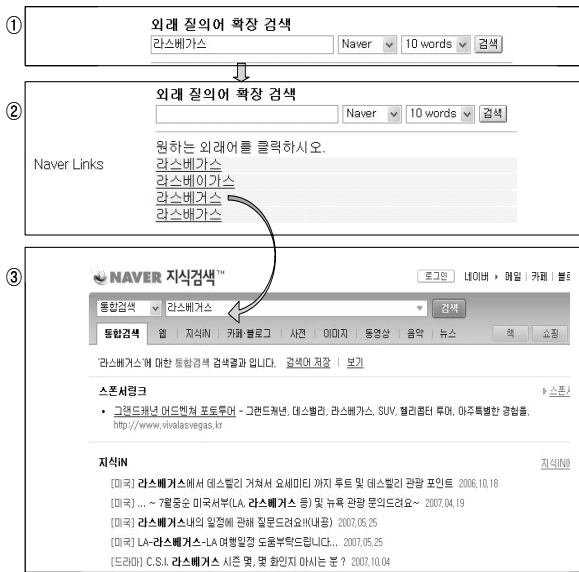 ①
외래 질의어 확장 검색
라스베가스 Naver 10 words 검색
②
외래 질의어 확장 검색
Naver 10 words 검색
원하는 외래어를 클릭하시오.
Naver Links
라스베가스
라스베이가스
라스베거스
라스배가스
③
NAVER 지식검색™ 로그인 네이버 ▸ 메일 | 카페 | 블로
통합검색 라스베거스 검색
통합검색 웹 | 지식iN | 카페·블로그 | 사전 | 이미지 | 동영상 | 음악 | 뉴스 책 쇼핑
'라스베거스'에 대한 통합검색 검색결과 입니다. 검색어 저장 | 보기
스폰서링크 ▸ 스폰서
• 그랜드캐년 어드벤쳐 포토투어 - 그랜드캐년, 데스밸리, 라스베가스, SUV, 헬리콥터 투어, 아주특별한 경험을,
http://www.vivalasvegas.kr
지식iN 지식iN에
[미국] 라스베거스에서 데스밸리 거쳐서 요세미티 까지 루트 및 데스밸리 관광 포인트 2006.10.18
[미국] ... ~ 7월중순 미국서부(LA, 라스베거스 등) 및 뉴욕 관광 문의드려요~ 2007.04.19
[미국] 라스베거스내의 일정에 관해 질문드려요!!(내공) 2007.05.25
[미국] LA-라스베거스-LA 여행일정 도움부탁드립니다... 2007.05.25
[드라마] C.S.I. 라스베거스 시즌 몇, 몇 화인지 아시는 분 ? 2007.10.04